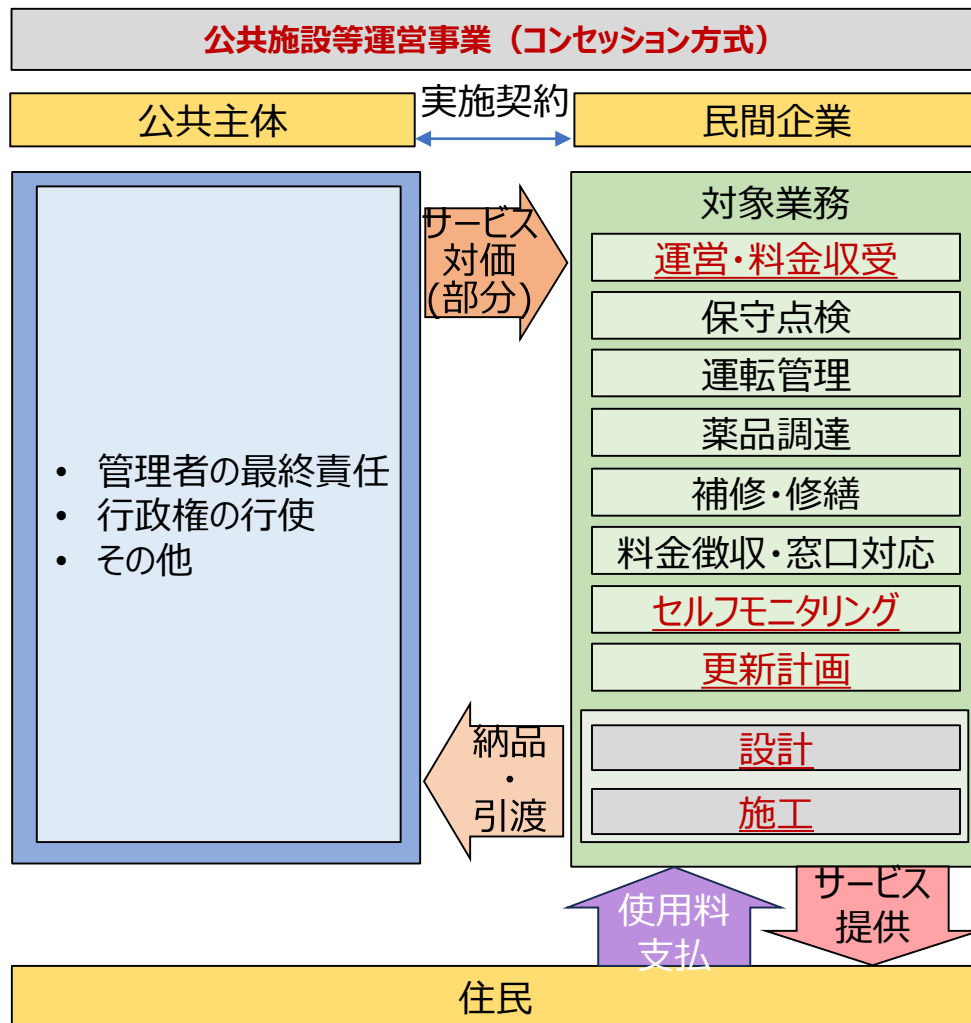 公共施設等運営事業（コンセッション方式）
公共主体
実施契約
民間企業
サービス
対価
(部分)
対象業務
運営・料金収受
保守点検
運転管理
薬品調達
補修・修繕
料金徴収・窓口対応
セルフモニタリング
更新計画
設計
施工
• 管理者の最終責任
• 行政権の行使
• その他
納品
・
引渡
使用料
支払
サービス
提供
住民